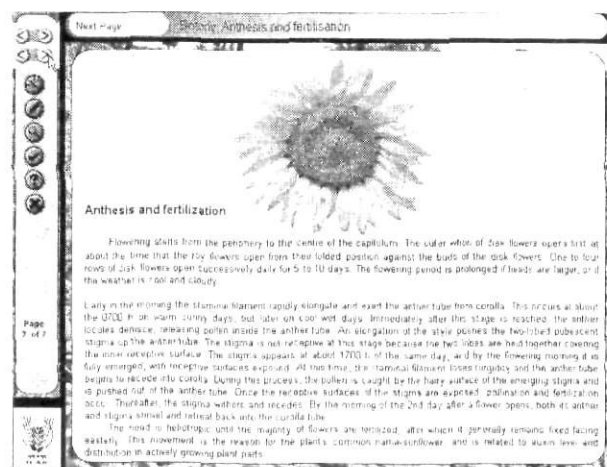 Next Page
Botany: Anthesis and fertilisation
Anthesis and fertilization
Flowering starts from the periphery to the centre of the capitulum. The outer whorl of disk flowers opens first at
about the time that the ray flowers open from their folded position against the buds of the disk flowers. One to four
rows of disk flowers open successively daily for 5 to 10 days. The flowering period is prolonged if heads are larger, or if
the weather is cool and cloudy.
Early in the morning the staminal filament rapidly elongate and exert the anther tube from corolla. This occurs at about
the 0700 h on warm sunny days, but later on cool wet days. Immediately after this stage is reached, the anther
locules dehisce, releasing pollen inside the anther tube. An elongation of the style pushes the two-lobed pubescent
stigma up the anther tube. The stigma is not receptive at this stage because the two lobes are held together covering
the inner receptive surface. The stigma appears at about 1700 h of the same day, and by the following morning it is
fully emerged, with receptive surfaces exposed. At this time, the staminal filament loses turgidity and the anther tube
begins to recede into corolla. During this process, the pollen is caught by the hairy surface of the emerging stigma and
is pushed out of the anther tube. Once the receptive surfaces of the stigma are exposed, pollination and fertilization
occur. Thereafter, the stigma withers and recedes. By the morning of the 2nd day after a flower opens, both its anther
and stigma shrivel and retreat back into the corolla tube.
The head is heliotropic until the majority of flowers are fertilized, after which it generally remains fixed facing
easterly. This movement is the reason for the plants common name-sunflower, and is related to auxin level and
distribution in actively growing plant parts.
Page
7 of 7